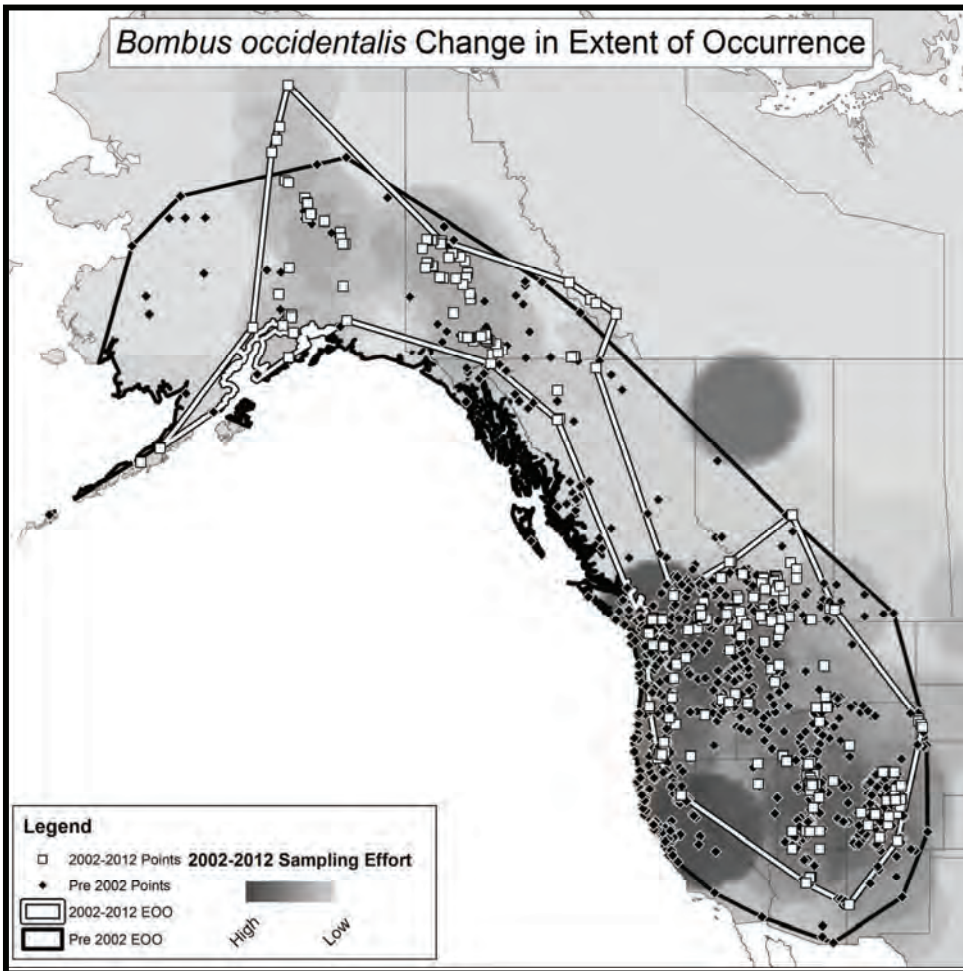 Bombus occidentalis Change in Extent of Occurrence
Legend
2002-2012 Points
Pre 2002 Points
2002-2012 EOO
Pre 2002 EOO
2002-2012 Sampling Effort
High
Low